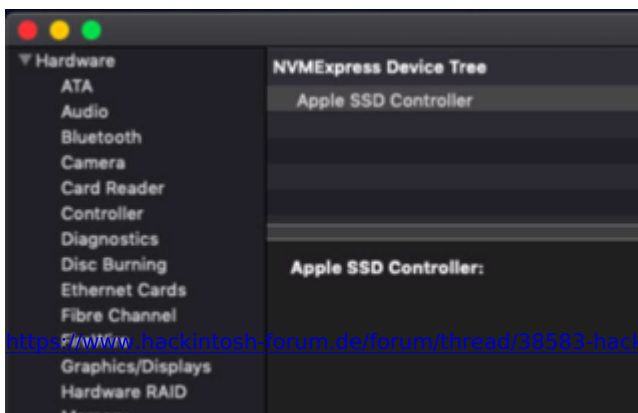 Hardware
ATA
Audio
Bluetooth
Camera
Card Reader
Controller
Diagnostics
Disc Burning
Ethernet Cards
Fibre Channel
Graphics/Displays
Hardware RAID
NVMExpress Device Tree
Apple SSD Controller
Apple SSD Controller:
https://www.hackintosh-forum.de/forum/thread/38583-hack